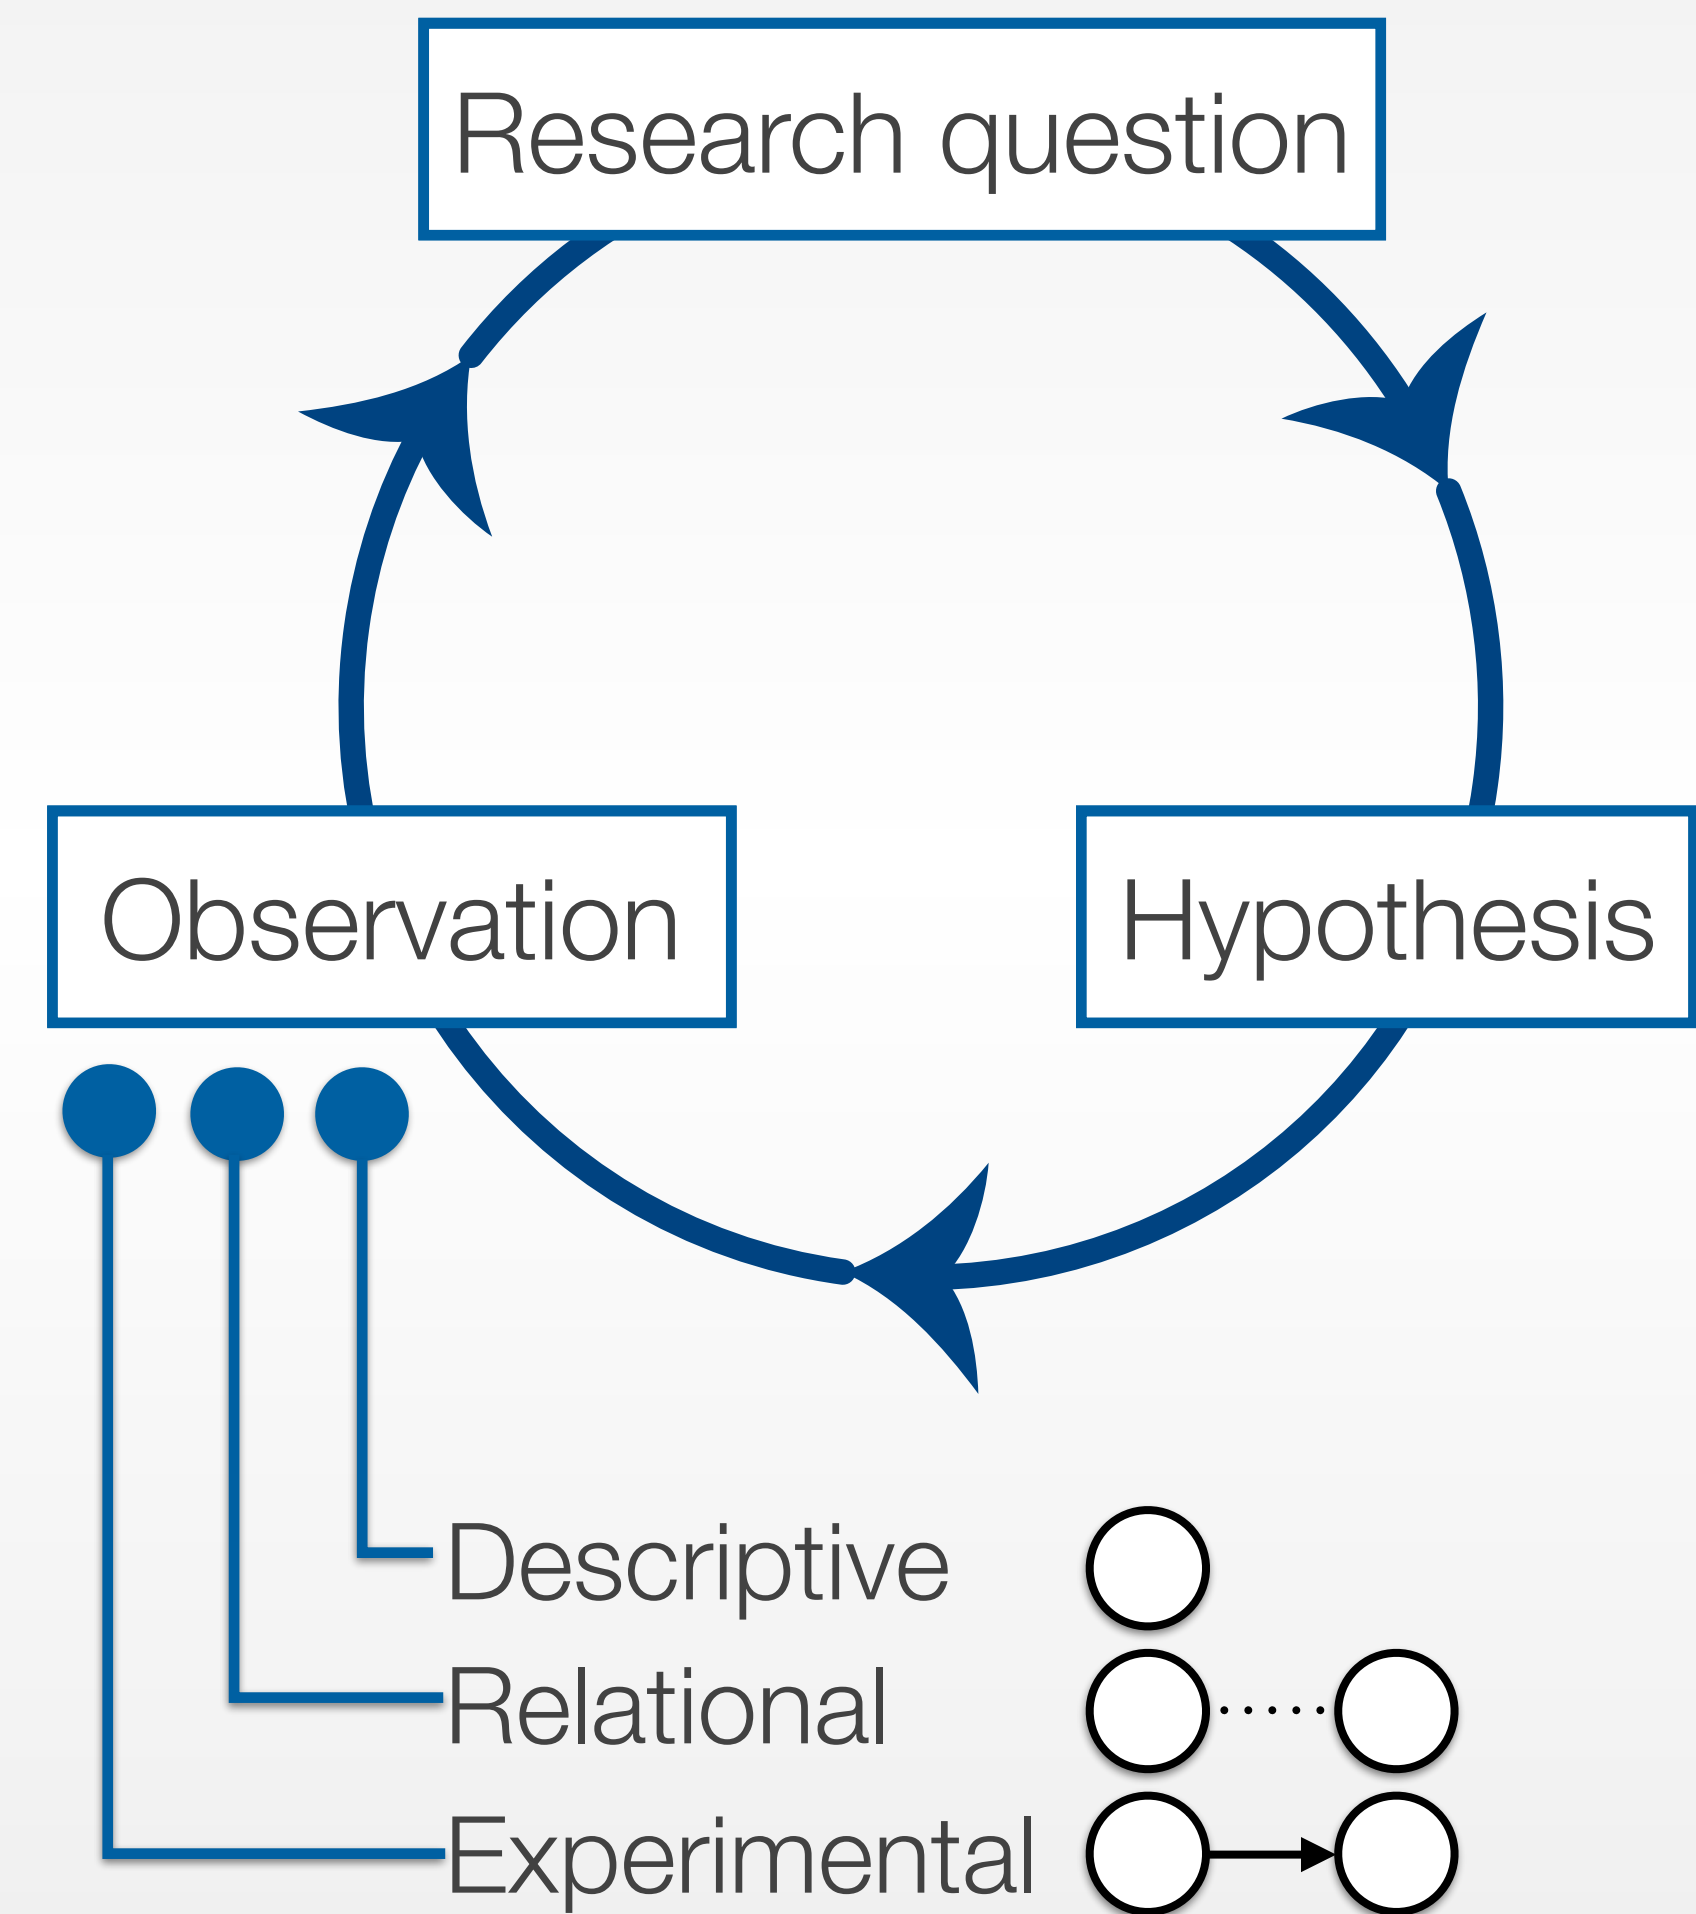 Research question
Observation
Hypothesis
Descriptive
Relational
Experimental